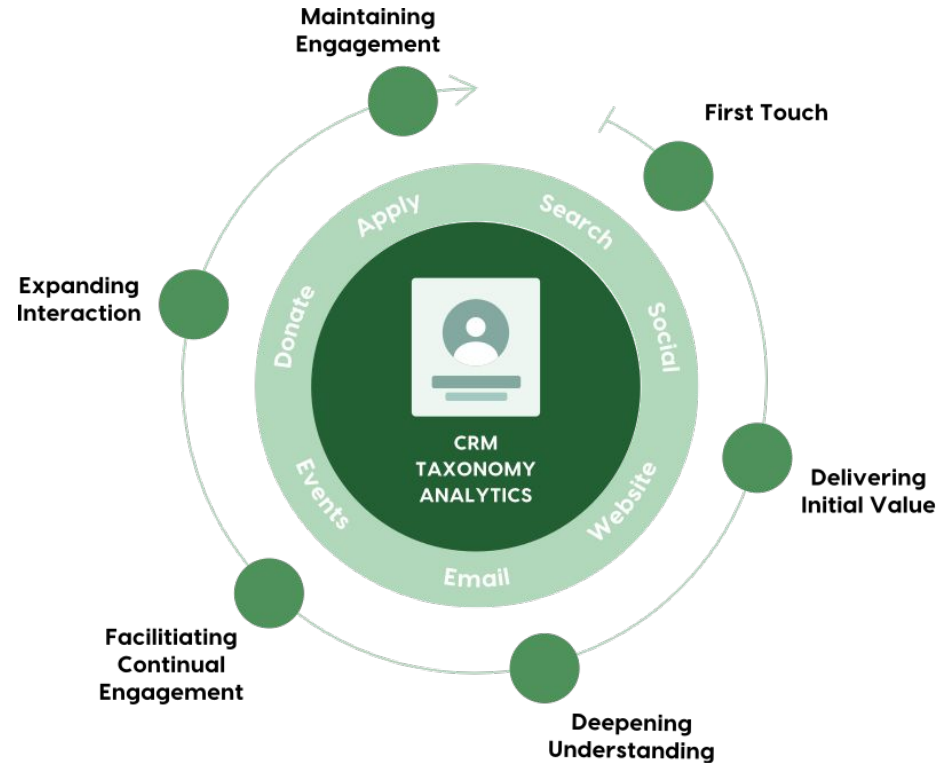 Maintaining
Engagement
First Touch
Expanding
Interaction
Delivering
Initial Value
Facilitiating
Continual
Engagement
Deepening
Understanding
Apply
Search
Donate
Social
Events
Website
Email
CRM
TAXONOMY
ANALYTICS